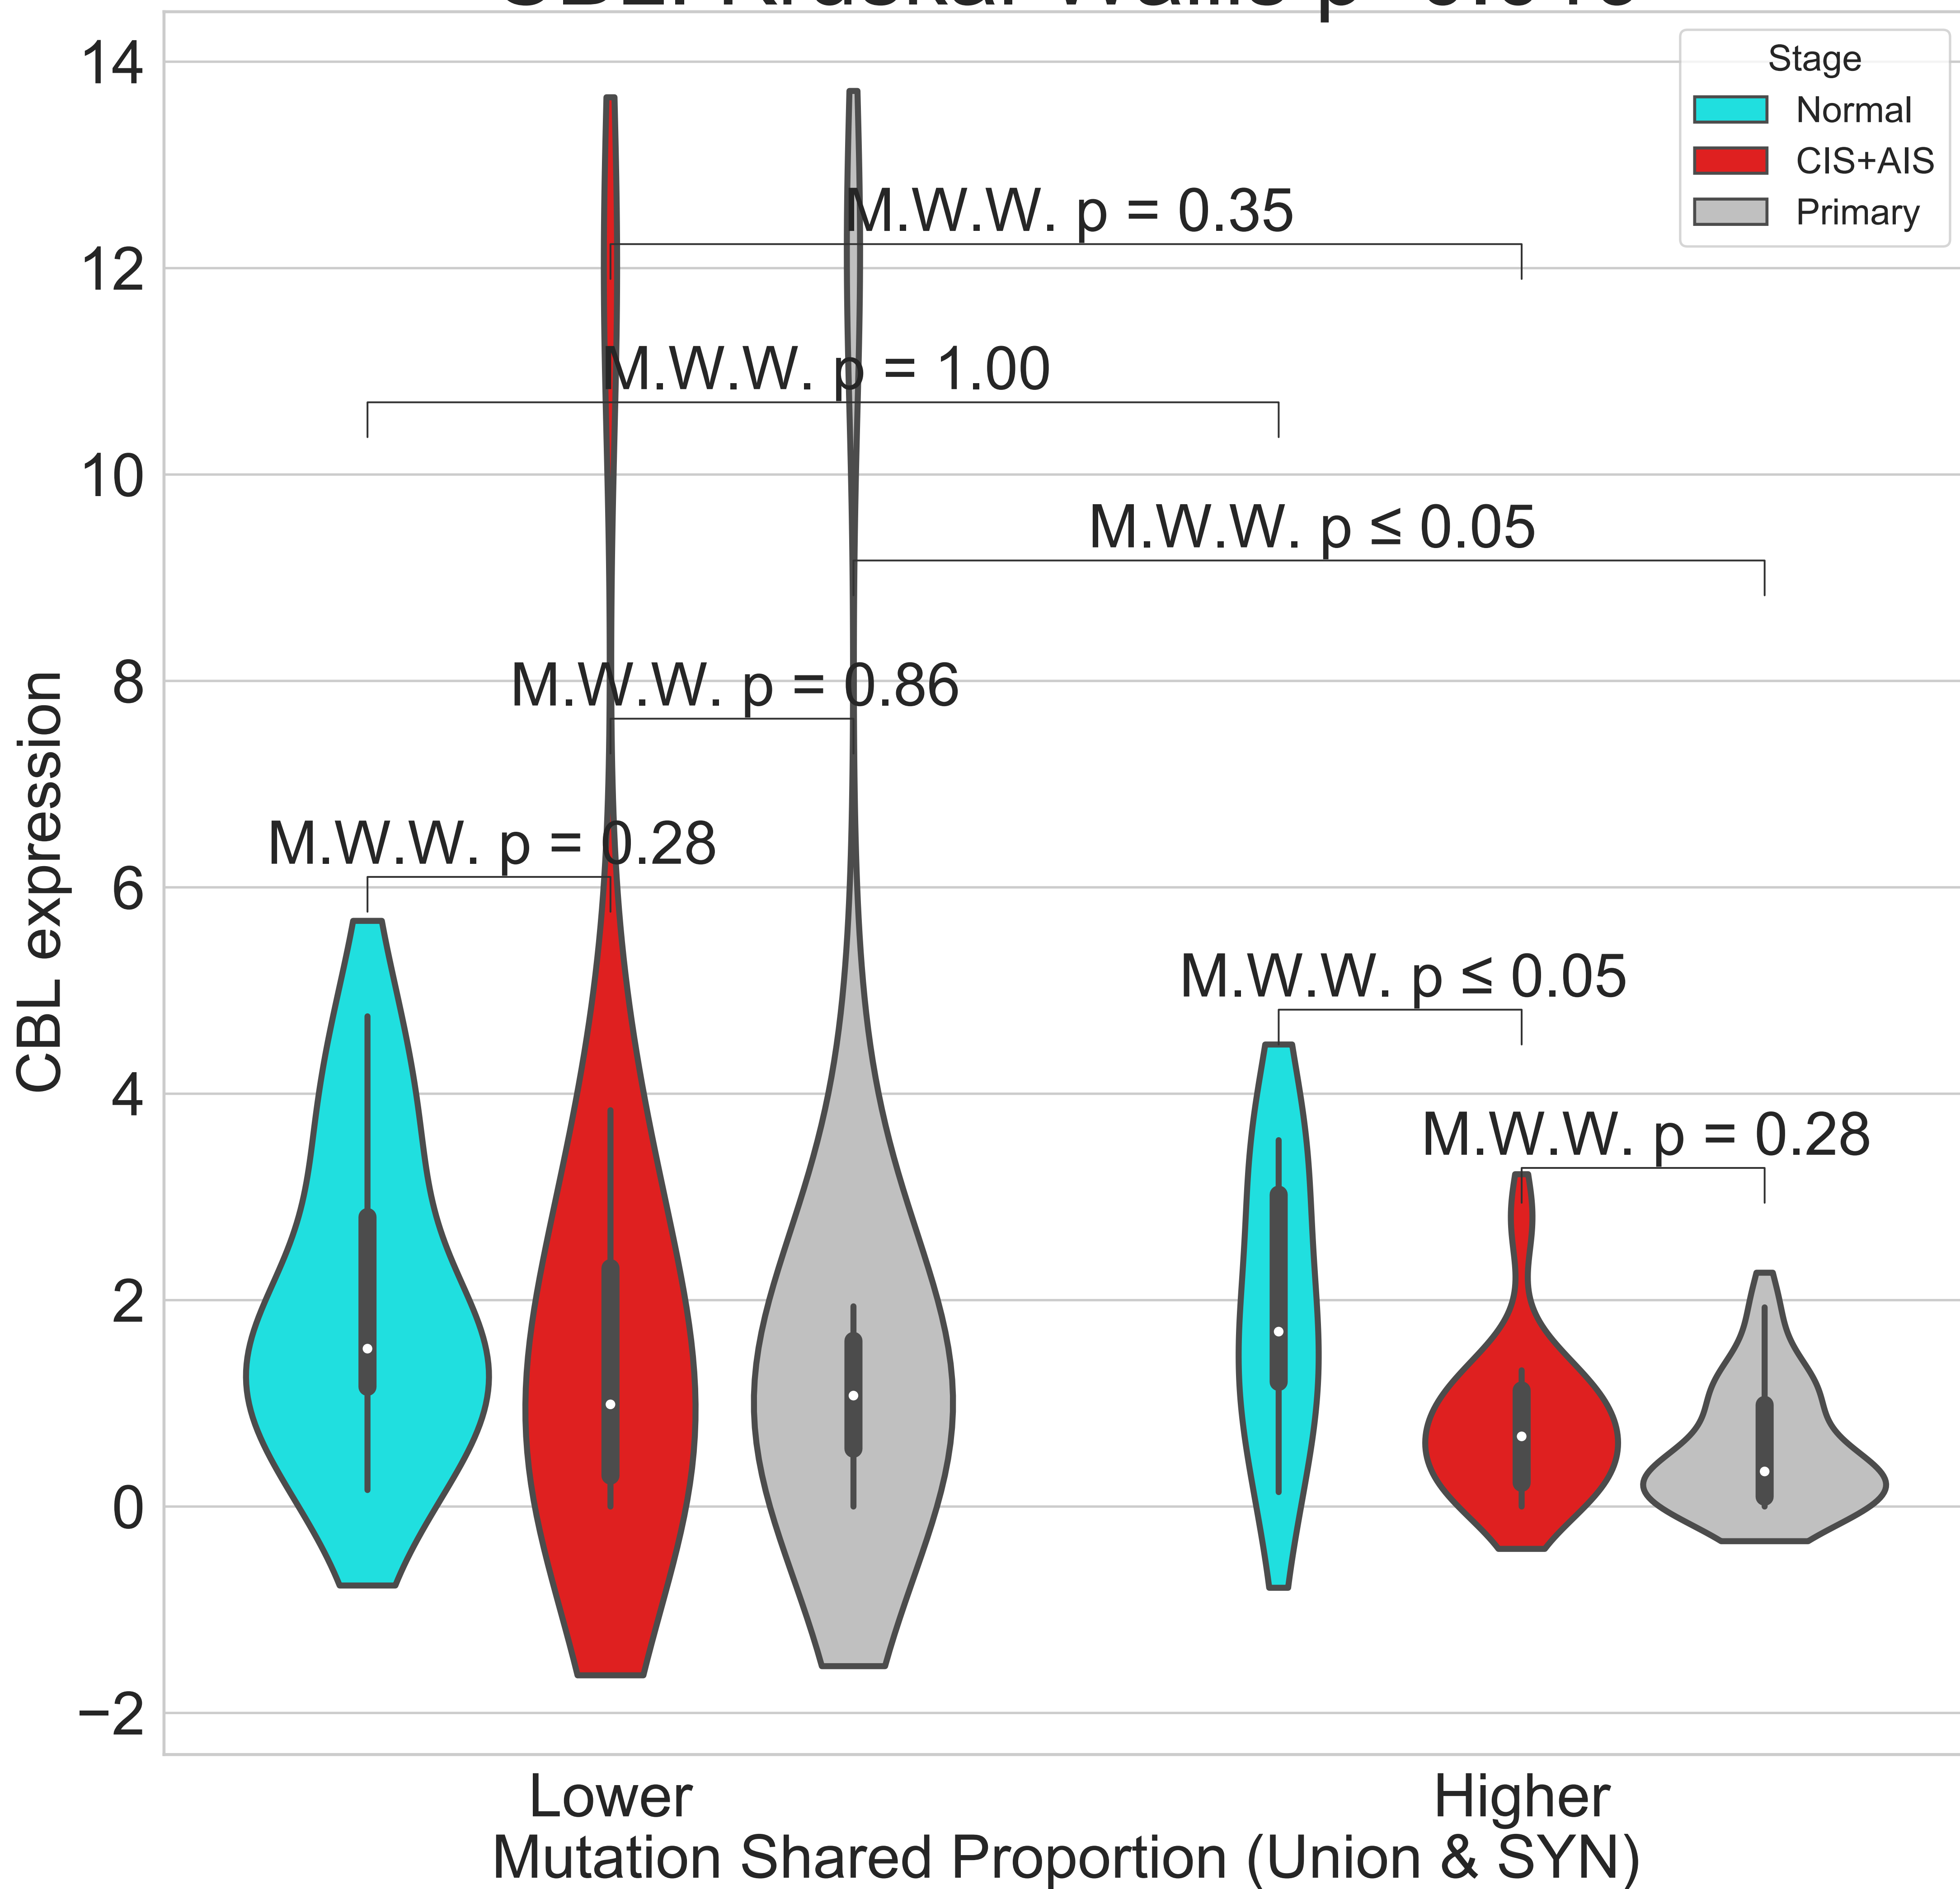 14
12
10
8
6
4
2
0
−2
CBL expression
Stage
Normal
CIS+AIS
Primary
M.W.W. p = 0.35
M.W.W. p = 1.00
M.W.W. p ≤ 0.05
M.W.W. p = 0.86
M.W.W. p = 0.28
M.W.W. p ≤ 0.05
M.W.W. p = 0.28
Lower
Higher
Mutation Shared Proportion (Union & SYN)